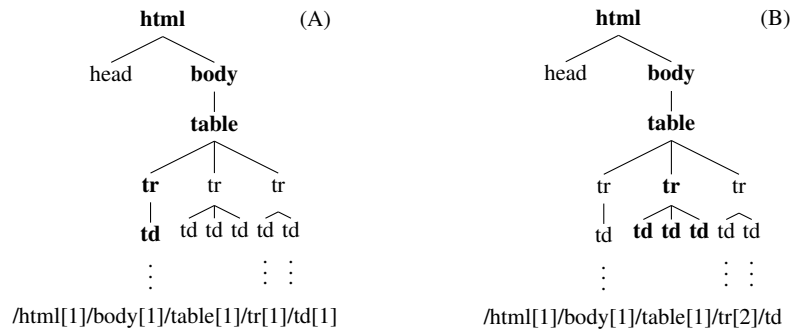 html (A)
head body
table
tr tr tr
td td td td td td
/html[1]/body[1]/table[1]/tr[1]/td[1]
html (B)
head body
table
tr tr tr
td td td td td td
/html[1]/body[1]/table[1]/tr[2]/td